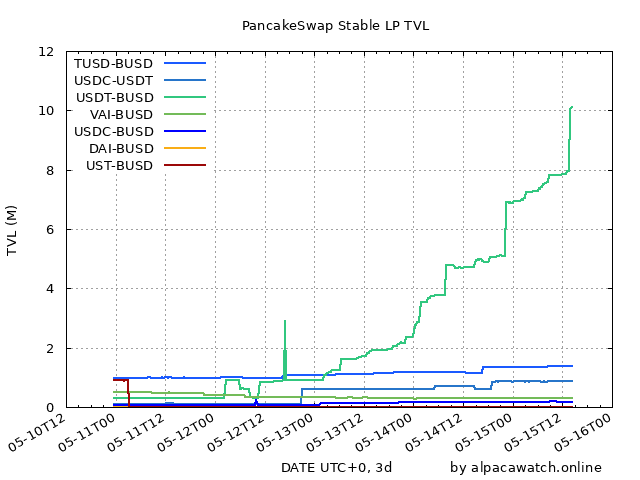 PancakeSwap Stable LP TVL
12
10
8
6
4
2
0
TVL (M)
TUSD-BUSD
USDC-USDT
USDT-BUSD
VAI-BUSD
USDC-BUSD
DAI-BUSD
UST-BUSD
05-10T12
05-11T00
05-11T12
05-12T00
05-12T12
05-13T00
05-13T12
05-14T00
05-14T12
05-15T00
05-15T12
05-16T00
DATE UTC+0, 3d
by alpacawatch.online